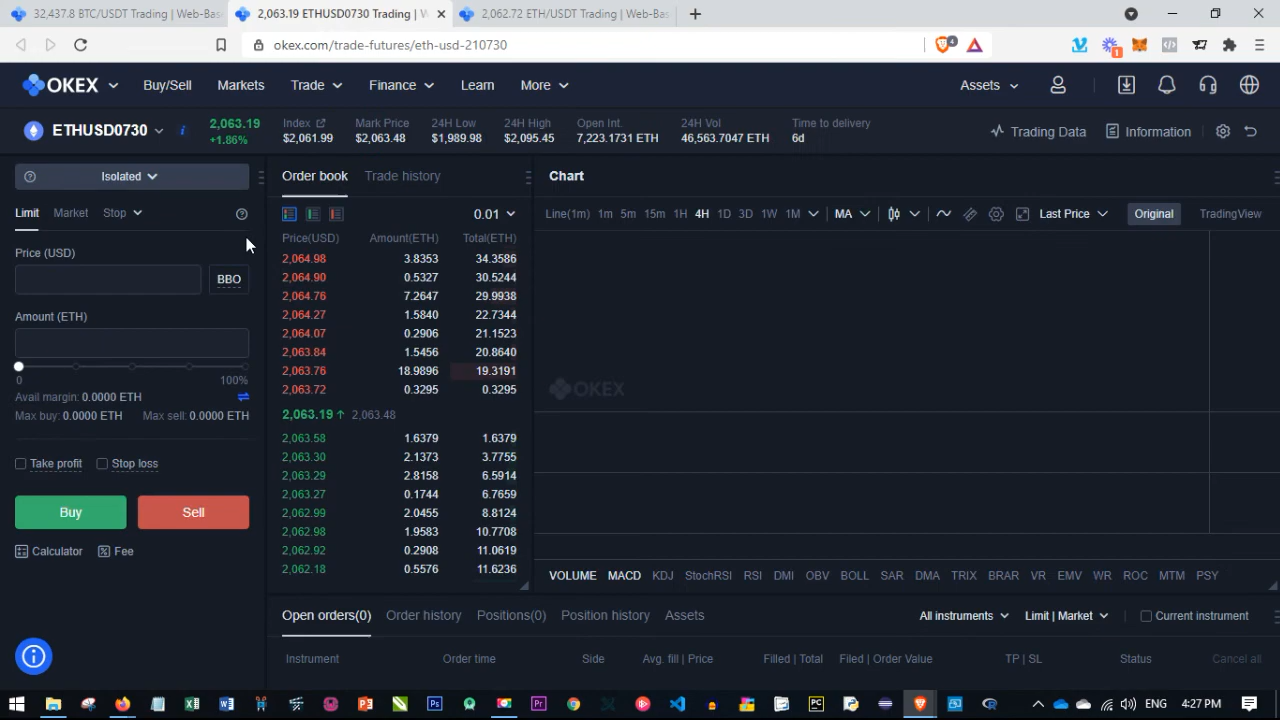 32,437.8 BTC/USDT Trading | Web-Bas
2,063.19 ETHUSD0730 Trading | W
2,062.72 ETH/USDT Trading | Web-Bas
okex.com/trade-futures/eth-usd-210730
4
1
OKEX
Buy/Sell
Markets
Trade
Finance
Learn
More
Assets
ETHUSD0730
2,063.19
+1.86%
Index
$2,061.99
Mark Price
$2,063.48
24H Low
$1,989.98
24H High
$2,095.45
Open Int.
7,223.1731 ETH
24H Vol
46,563.7047 ETH
Time to delivery
6d
Trading Data
Information
Isolated
Limit Market Stop
Price (USD)
BBO
Amount (ETH)
0 100%
Avail margin: 0.0000 ETH
Max buy: 0.0000 ETH Max sell: 0.0000 ETH
Take profit Stop loss
Buy Sell
Calculator Fee
Order book Trade history
0.01
Price(USD) Amount(ETH) Total(ETH)
2,064.98 3.8353 34.3586
2,064.90 0.5327 30.5244
2,064.76 7.2647 29.9938
2,064.27 1.5840 22.7344
2,064.07 0.2906 21.1523
2,063.84 1.5456 20.8640
2,063.76 18.9896 19.3191
2,063.72 0.3295 0.3295
2,063.19 2,063.48
2,063.58 1.6379 1.6379
2,063.30 2.1373 3.7755
2,063.29 2.8158 6.5914
2,063.27 0.1744 6.7659
2,062.99 2.0455 8.8124
2,062.98 1.9583 10.7708
2,062.92 0.2908 11.0619
2,062.18 0.5576 11.6236
Chart
Line(1m) 1m 5m 15m 1H 4H 1D 3D 1W 1M MA Last Price Original TradingView
OKEX
VOLUME MACD KDJ StochRSI RSI DMI OBV BOLL SAR DMA TRIX BRAR VR EMV WR ROC MTM PSY
Open orders(0) Order history Positions(0) Position history Assets
All instruments Limit | Market Current instrument
Instrument Order time Side Avg. fill | Price Filled | Total Filed | Order Value TP | SL Status Cancel all
ENG 4:27 PM